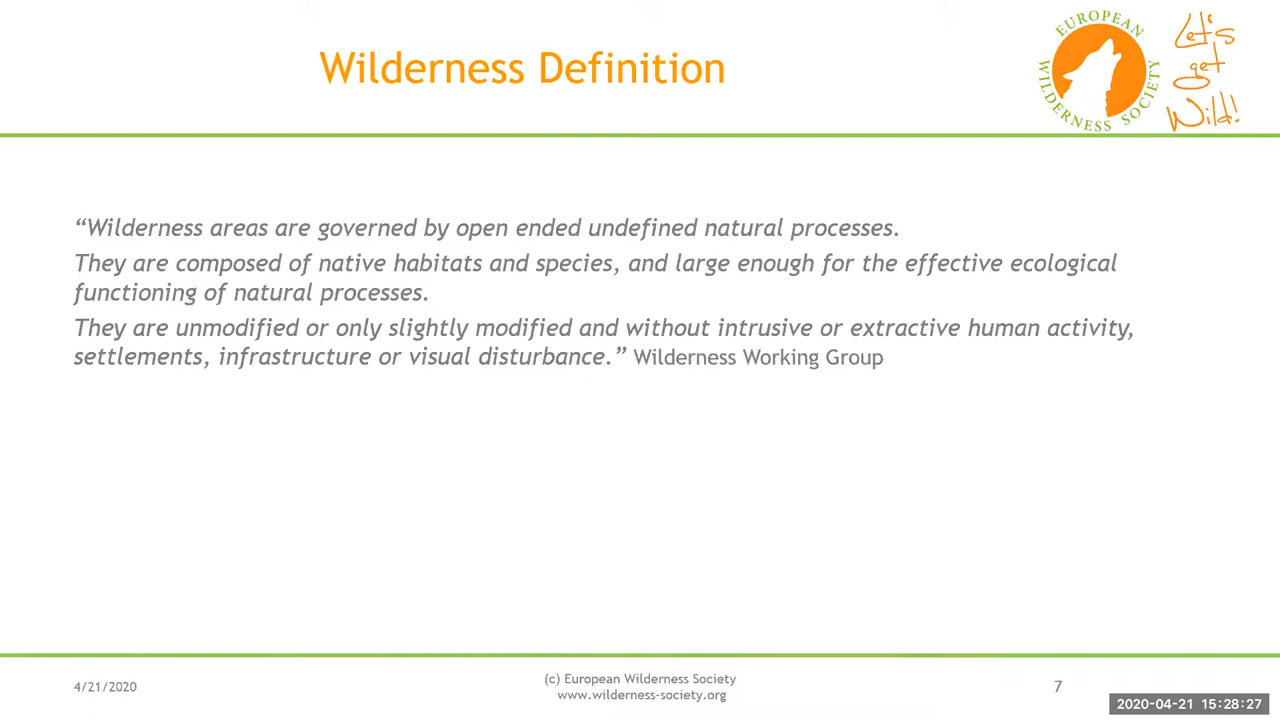 Wilderness Definition
EUROPEAN
WILDERNESS SOCIETY
Let's
get
Wild!
“Wilderness areas are governed by open ended undefined natural processes.
They are composed of native habitats and species, and large enough for the effective ecological
functioning of natural processes.
They are unmodified or only slightly modified and without intrusive or extractive human activity,
settlements, infrastructure or visual disturbance.” Wilderness Working Group
4/21/2020
(c) European Wilderness Society
www.wilderness-society.org
7
2020-04-21 15:28:27